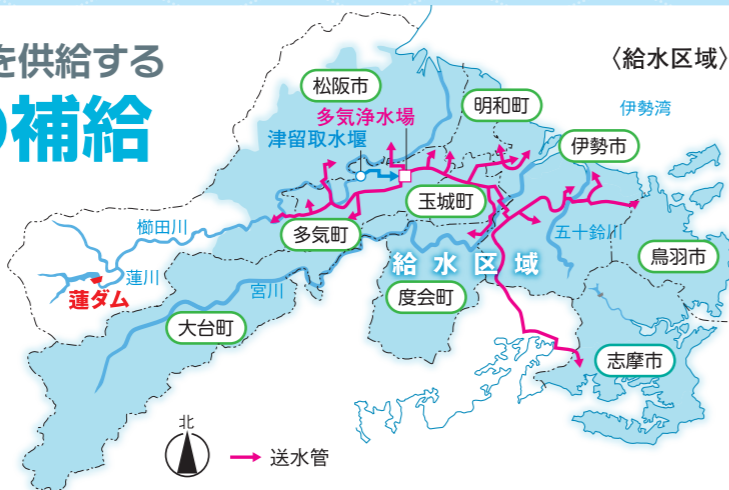 を供給する
の補給
〈給水区域〉
松阪市
明和町
伊勢湾
多気浄水場
津留取水堰
伊勢市
玉城町
櫛田川
多気町
五十鈴川
給水区域
鳥羽市
蓮川
蓮ダム
宮川
度会町
大台町
志摩市
北
送水管